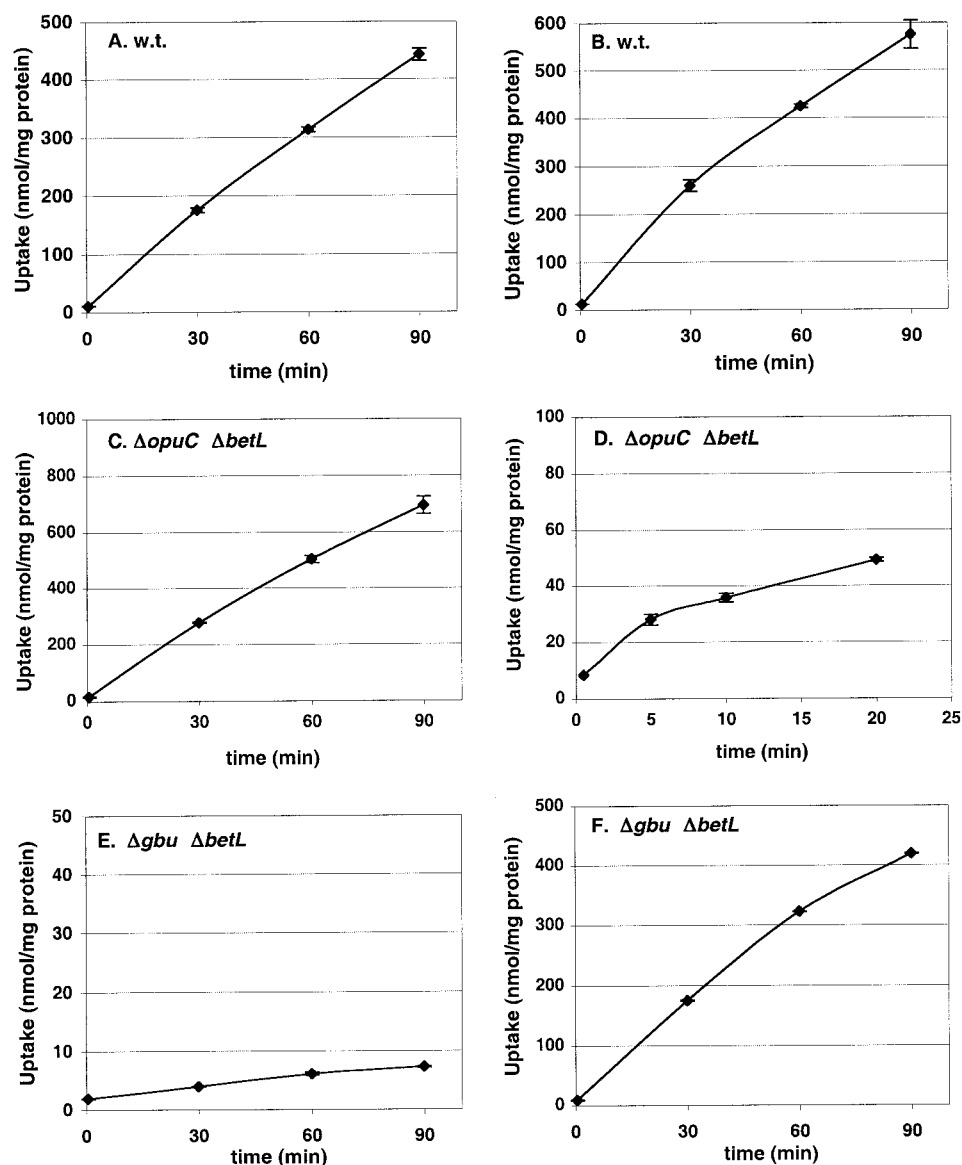 A. w.t.
Uptake (nmol/mg protein)
500
400
300
200
100
0
0 30 60 90
time (min)
B. w.t.
Uptake (nmol/mg protein)
600
500
400
300
200
100
0
0 30 60 90
time (min)
C. ΔopuC ΔbetL
Uptake (nmol/mg protein)
1000
800
600
400
200
0
0 30 60 90
time (min)
D. ΔopuC ΔbetL
Uptake (nmol/mg protein)
100
80
60
40
20
0
0 5 10 15 20 25
time (min)
E. Δgbu ΔbetL
Uptake (nmol/mg protein)
50
40
30
20
10
0
0 30 60 90
time (min)
F. Δgbu ΔbetL
Uptake (nmol/mg protein)
500
400
300
200
100
0
0 30 60 90
time (min)